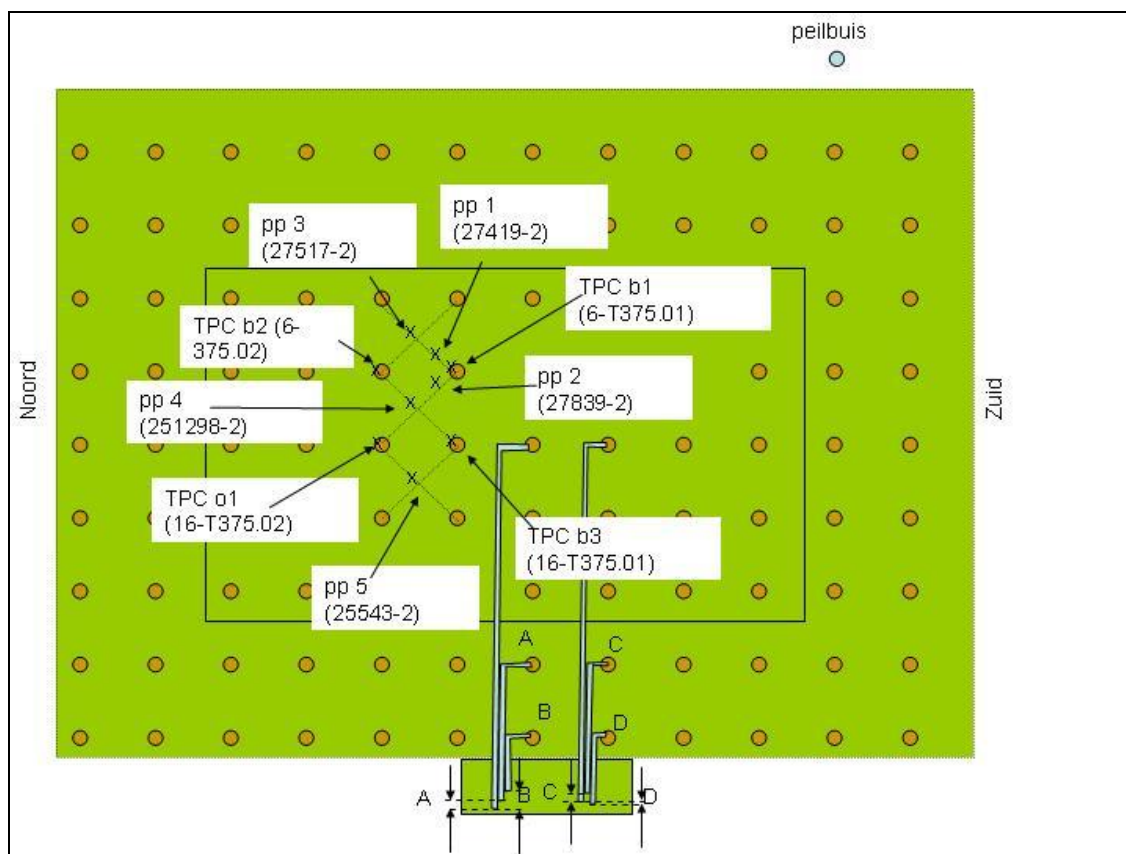 peilbuis
pp 1
(27419-2)
pp 3
(27517-2)
TPC b1
(6-T375.01)
TPC b2 (6-
375.02)
pp 2
(27839-2)
pp 4
(251298-2)
Noord
Zuid
TPC o1
(16-T375.02)
TPC b3
(16-T375.01)
pp 5
(25543-2)
A
C
B
D
A
B
C
D